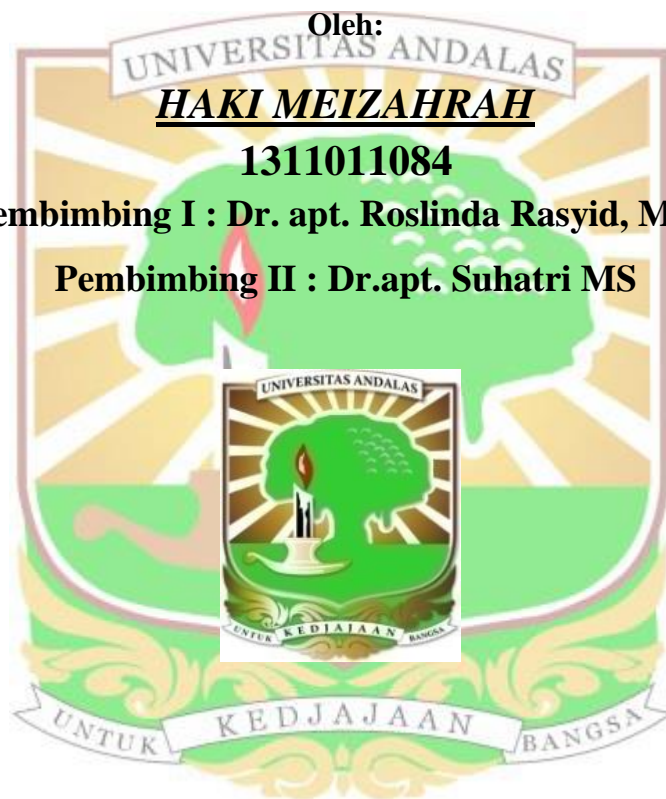 Oleh:
UNIVERSITAS ANDALAS
HAKI MEIZAHRAH
1311011084
embimbing I : Dr. apt. Roslinda Rasyid, M
Pembimbing II : Dr.apt. Suhatri MS
UNIVERSITAS ANDALAS
UNTUK KEDJAJAAN BANGSA
UNTUK KEDJAJAAN BANGSA